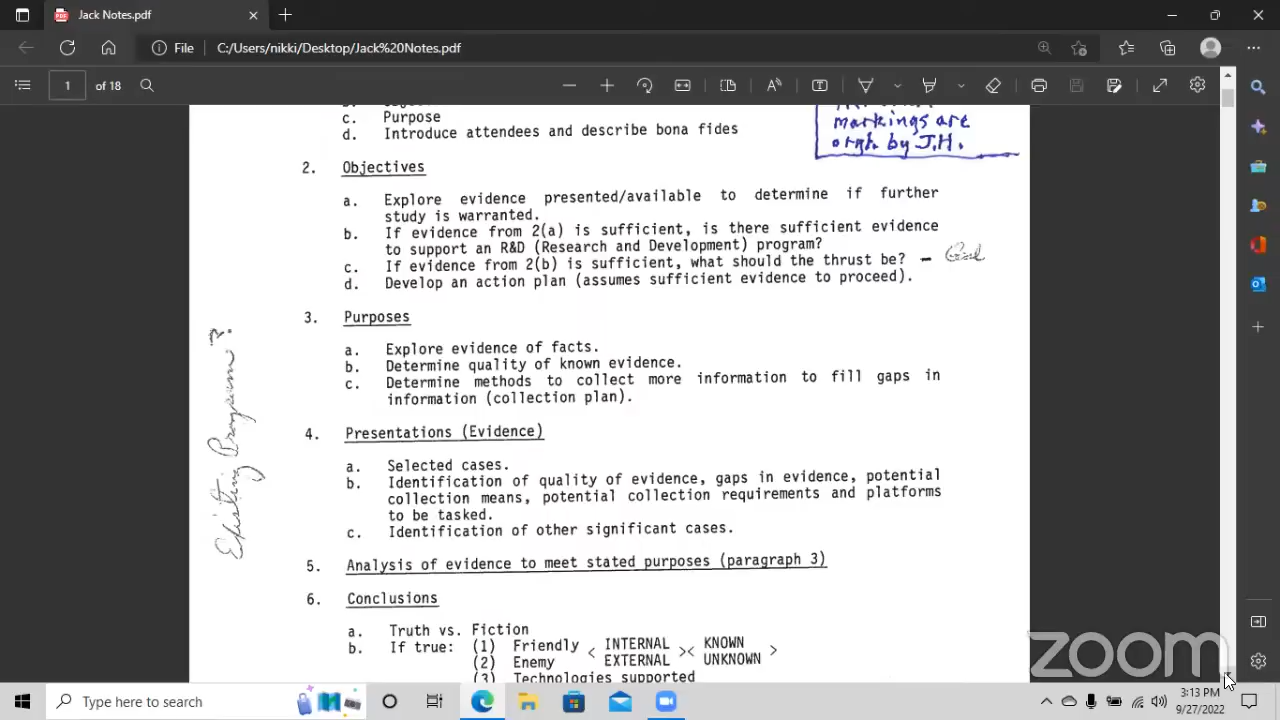 Jack Notes.pdf
File C:/Users/nikki/Desktop/Jack%20Notes.pdf
1 of 18
c. Purpose
d. Introduce attendees and describe bona fides
markings are
by J.H.
2. Objectives
a. Explore evidence presented/available to determine if further
study is warranted.
b. If evidence from 2(a) is sufficient, is there sufficient evidence
to support an R&D (Research and Development) program?
c. If evidence from 2(b) is sufficient, what should the thrust be? -
d. Develop an action plan (assumes sufficient evidence to proceed).
3. Purposes
a. Explore evidence of facts.
b. Determine quality of known evidence.
c. Determine methods to collect more information to fill gaps in
information (collection plan).
Existing Program?
4. Presentations (Evidence)
a. Selected cases.
b. Identification of quality of evidence, gaps in evidence, potential
collection means, potential collection requirements and platforms
to be tasked.
c. Identification of other significant cases.
5. Analysis of evidence to meet stated purposes (paragraph 3)
6. Conclusions
a. Truth vs. Fiction
b. If true: (1) Friendly < INTERNAL >< KNOWN >
(2) Enemy EXTERNAL UNKNOWN
(3) Technologies supported
zoom
Type here to search
3:13 PM
9/27/2022